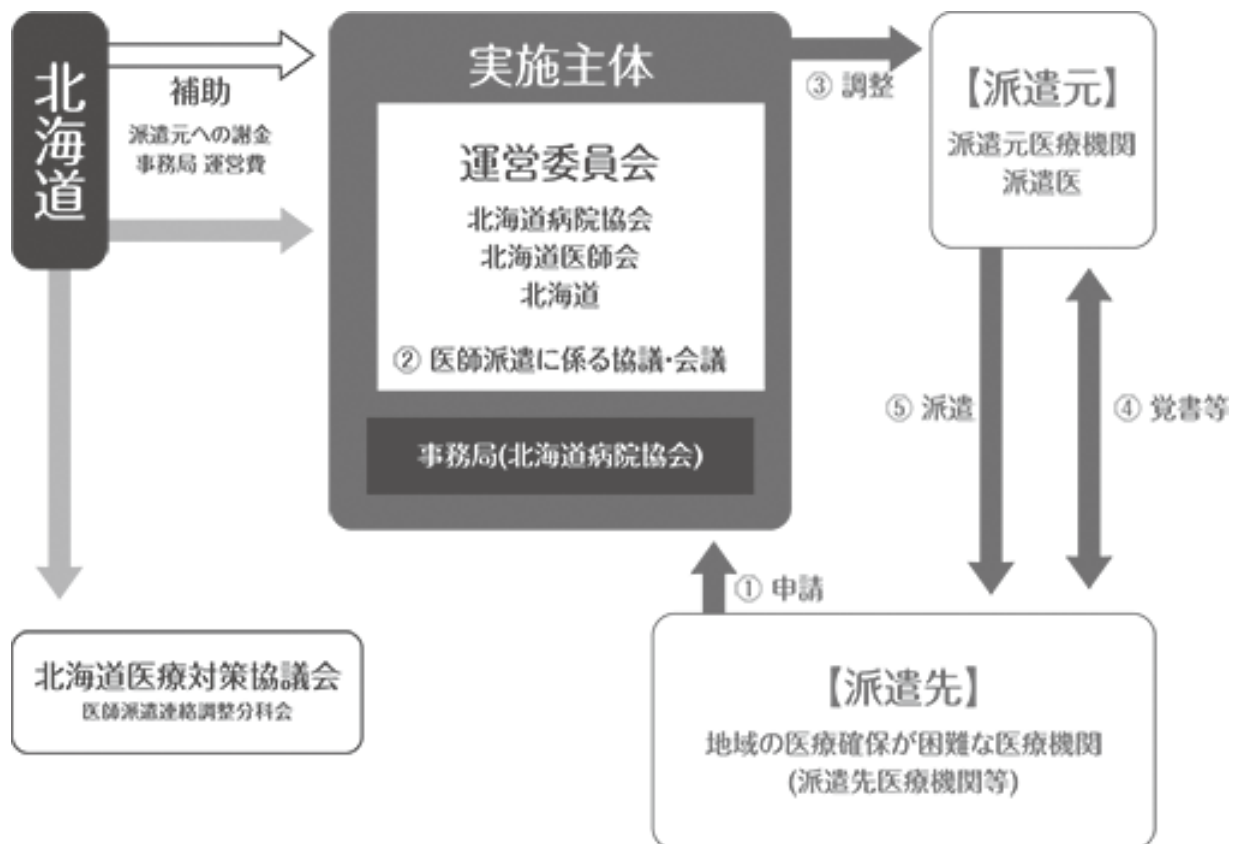 北海道
補助
派遣元への謝金
事務局 運営費
実施主体
運営委員会
北海道病院協会
北海道医師会
北海道
② 医師派遣に係る協議・会議
事務局(北海道病院協会)
③ 調整
【派遣元】
派遣元医療機関
派遣医
⑤ 派遣
④ 覚書等
① 申請
北海道医療対策協議会
医師派遣連絡調整分科会
【派遣先】
地域の医療確保が困難な医療機関
(派遣先医療機関等)